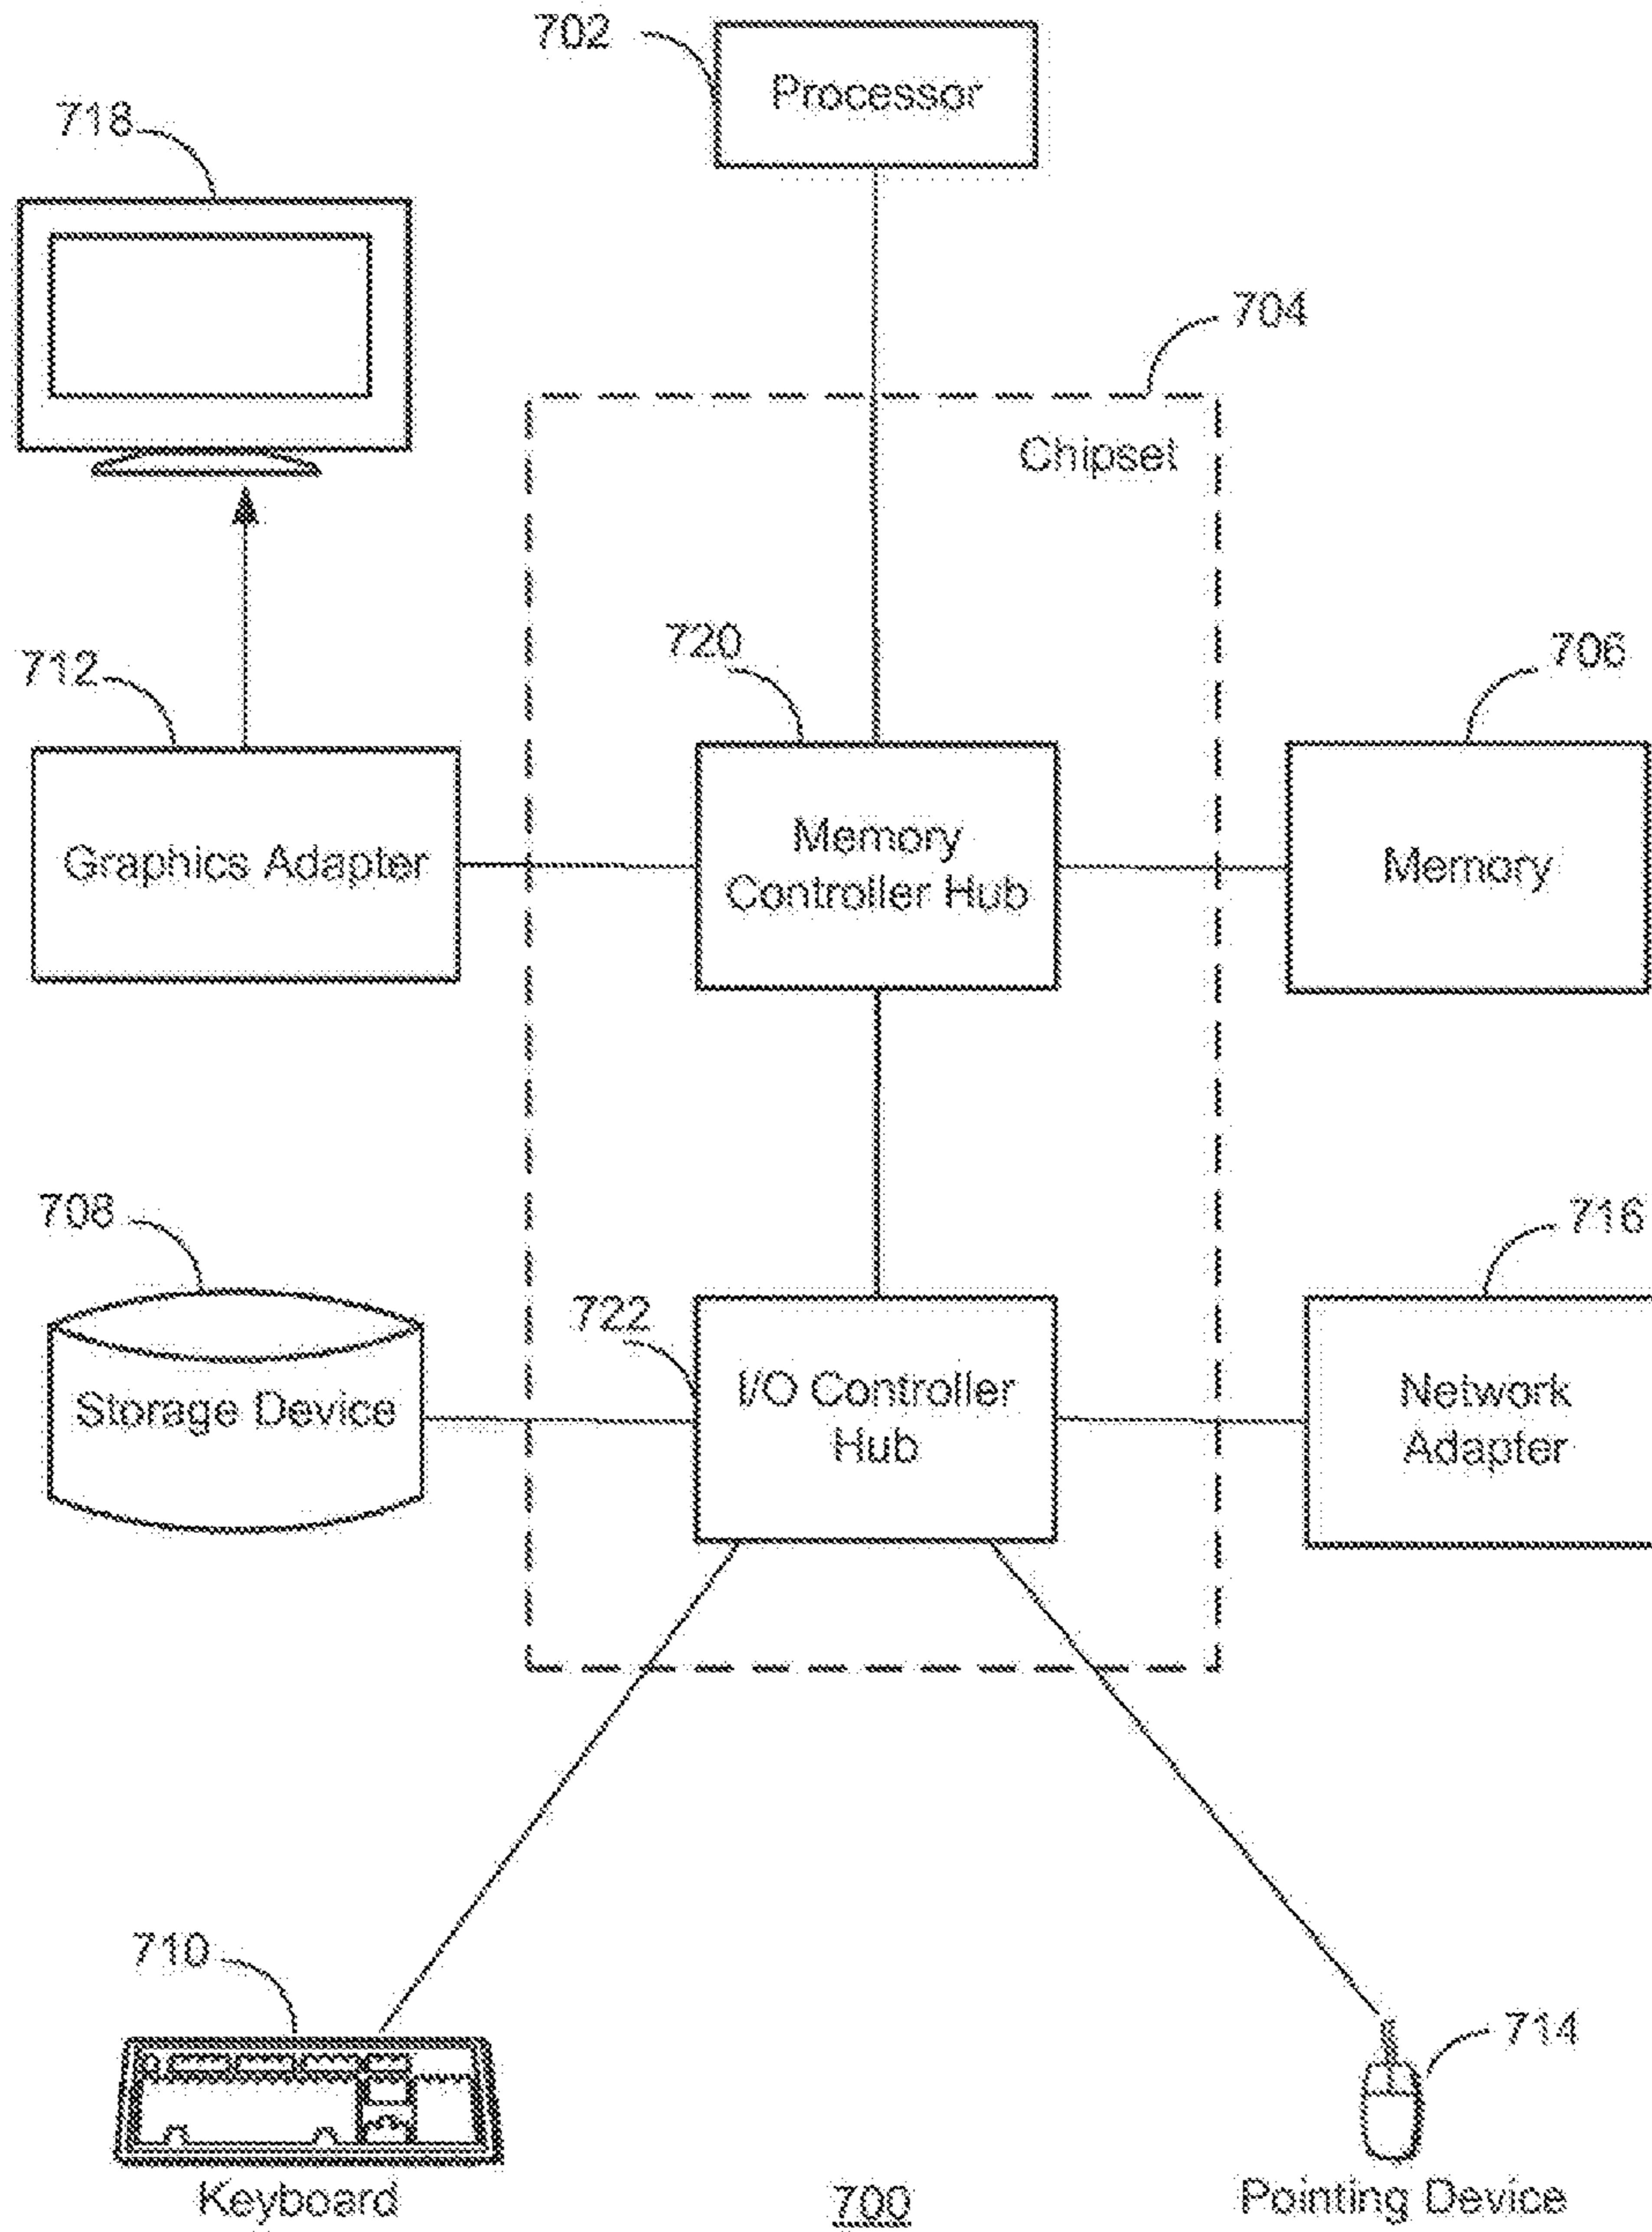 702
Processor
718
704
Chipset
712
720
706
Graphics Adapter
Memory
Controller Hub
Memory
708
716
722
Storage Device
I/O Controller
Hub
Network
Adapter
710
714
Keyboard
700
Pointing Device